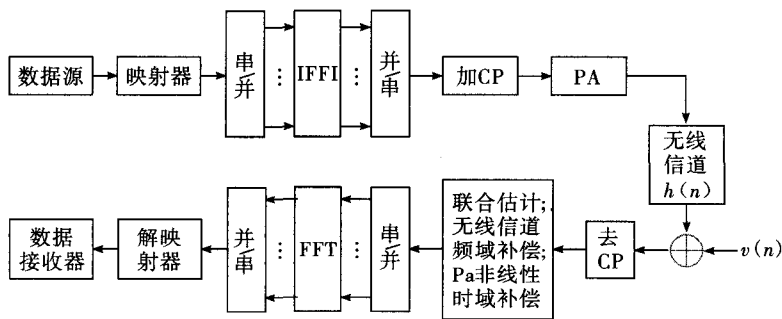 数据源
映射器
串/并
⋮
IFFI
⋮
并/串
加CP
PA
无线
信道
h(n)
v(n)
去
CP
联合估计;
无线信道
频域补偿;
Pa非线性
时域补偿
串/并
⋮
FFT
⋮
并/串
解映
射器
数据
接收器